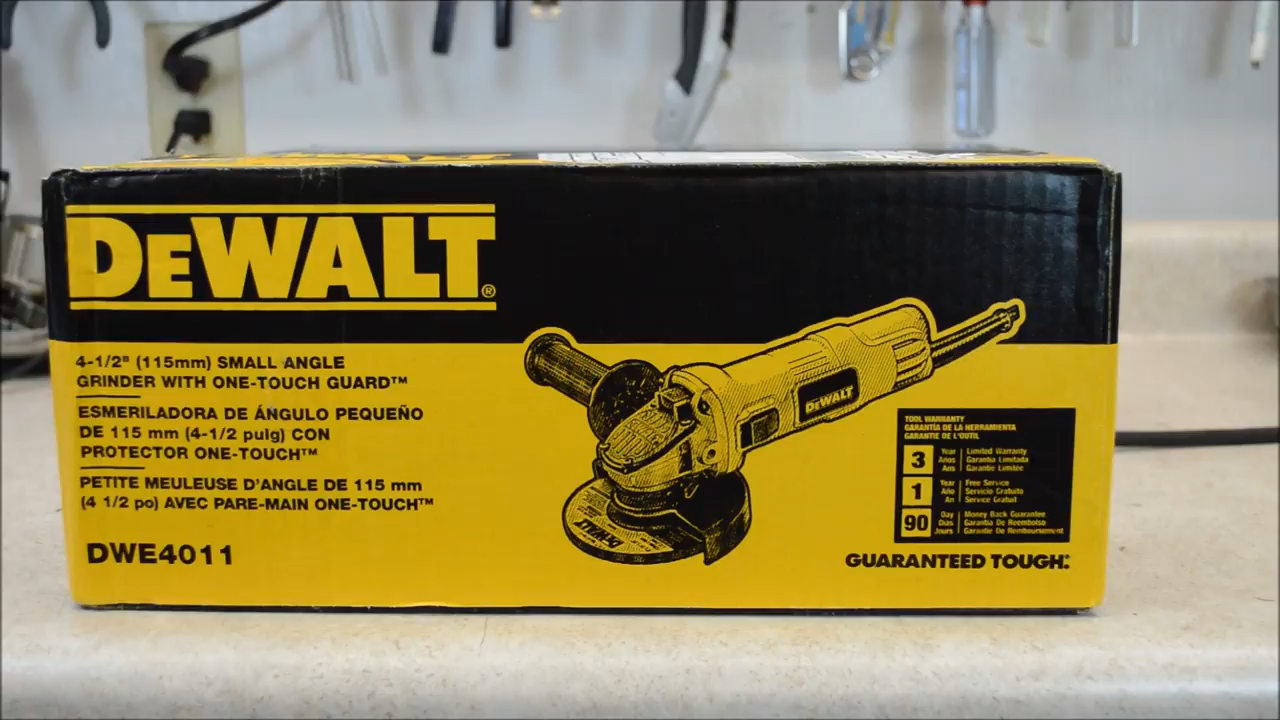 DEWALT®
4-1/2" (115mm) SMALL ANGLE
GRINDER WITH ONE-TOUCH GUARD™
ESMERILADORA DE ÁNGULO PEQUEÑO
DE 115 mm (4-1/2 pulg) CON
PROTECTOR ONE-TOUCH™
PETITE MEULEUSE D'ANGLE DE 115 mm
(4 1/2 po) AVEC PARE-MAIN ONE-TOUCH™
DWE4011
DEWALT
DEWALT
TOOL WARRANTY
GARANTÍA DE LA HERRAMIENTA
GARANTIE DE L'OUTIL
3
Year
Años
Ans
Limited Warranty
Garantía Limitada
Garantie Limitée
1
Year
Año
An
Free Service
Servicio Gratuito
Service Gratuit
90
Day
Días
Jours
Money Back Guarantee
Garantía De Reembolso
Garantie De Remboursement
GUARANTEED TOUGH.